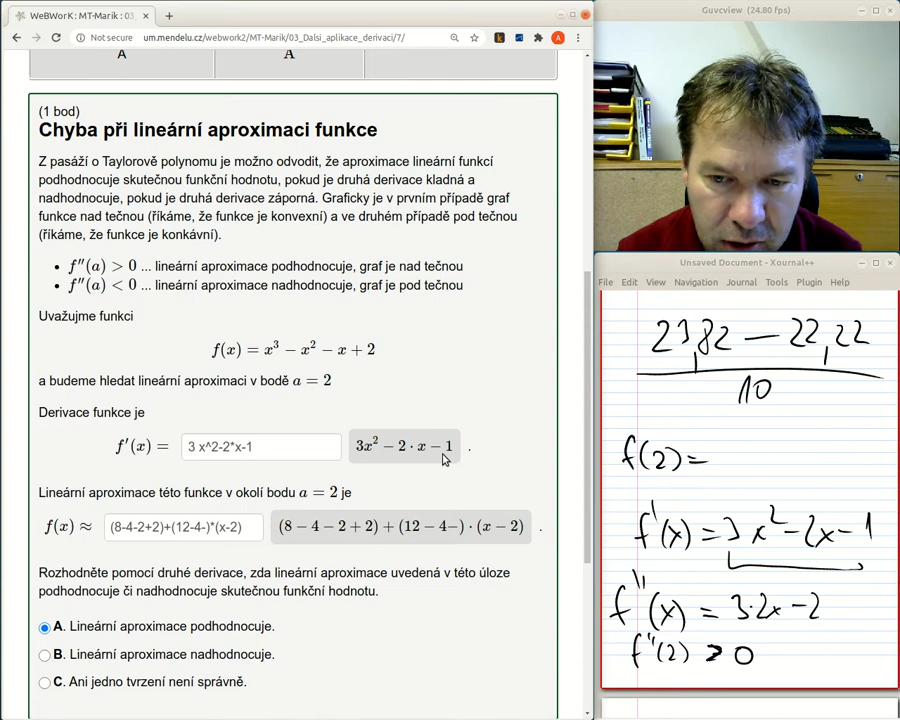 WeBWorK : MT-Marik : 03_
Guvcview (24.80 fps)
Not secure um.mendelu.cz/webwork2/MT-Marik/03_Dalsi_aplikace_derivaci/7/
A A
(1 bod)
Chyba při lineární aproximaci funkce
Z pasáží o Taylorově polynomu je možno odvodit, že aproximace lineární funkcí
podhodnocuje skutečnou funkční hodnotu, pokud je druhá derivace kladná a
nadhodnocuje, pokud je druhá derivace záporná. Graficky je v prvním případě graf
funkce nad tečnou (říkáme, že funkce je konvexní) a ve druhém případě pod tečnou
(říkáme, že funkce je konkávní).
• f''(a) > 0 ... lineární aproximace podhodnocuje, graf je nad tečnou
• f''(a) < 0 ... lineární aproximace nadhodnocuje, graf je pod tečnou
Uvažujme funkci
f(x) = x³ − x² − x + 2
a budeme hledat lineární aproximaci v bodě a = 2
Derivace funkce je
f'(x) = 3 x^2-2*x-1 3x² − 2 · x − 1 .
Lineární aproximace této funkce v okolí bodu a = 2 je
f(x) ≈ (8-4-2+2)+(12-4-)*(x-2) (8 − 4 − 2 + 2) + (12 − 4−) · (x − 2) .
Rozhodněte pomocí druhé derivace, zda lineární aproximace uvedená v této úloze
podhodnocuje či nadhodnocuje skutečnou funkční hodnotu.
A. Lineární aproximace podhodnocuje.
B. Lineární aproximace nadhodnocuje.
C. Ani jedno tvrzení není správně.
Unsaved Document - Xournal++
File Edit View Navigation Journal Tools Plugin Help
23,82 − 22,22
10
f(2) =
f'(x) = 3x² − 2x − 1
f''(x) = 3·2x − 2
f''(2) > 0